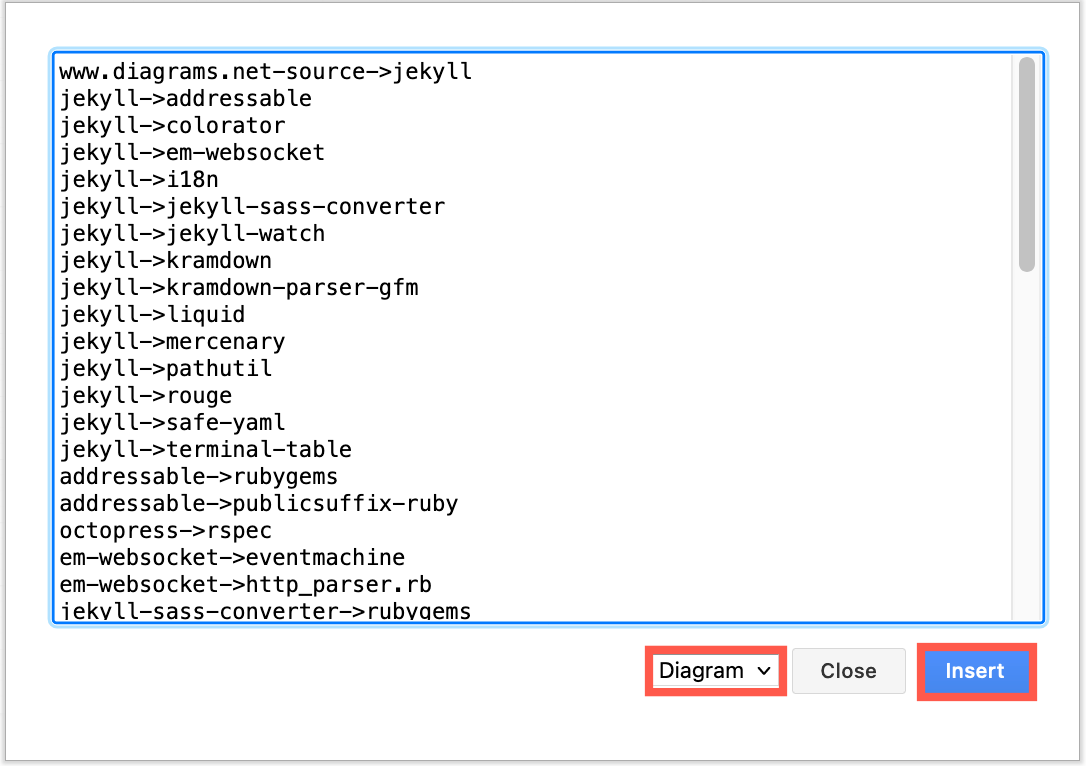 www.diagrams.net-source->jekyll
jekyll->addressable
jekyll->colorator
jekyll->em-websocket
jekyll->i18n
jekyll->jekyll-sass-converter
jekyll->jekyll-watch
jekyll->kramdown
jekyll->kramdown-parser-gfm
jekyll->liquid
jekyll->mercenary
jekyll->pathutil
jekyll->rouge
jekyll->safe-yaml
jekyll->terminal-table
addressable->rubygems
addressable->publicsuffix-ruby
octopress->rspec
em-websocket->eventmachine
em-websocket->http_parser.rb
jekyll-sass-converter->rubygems
Diagram Close Insert